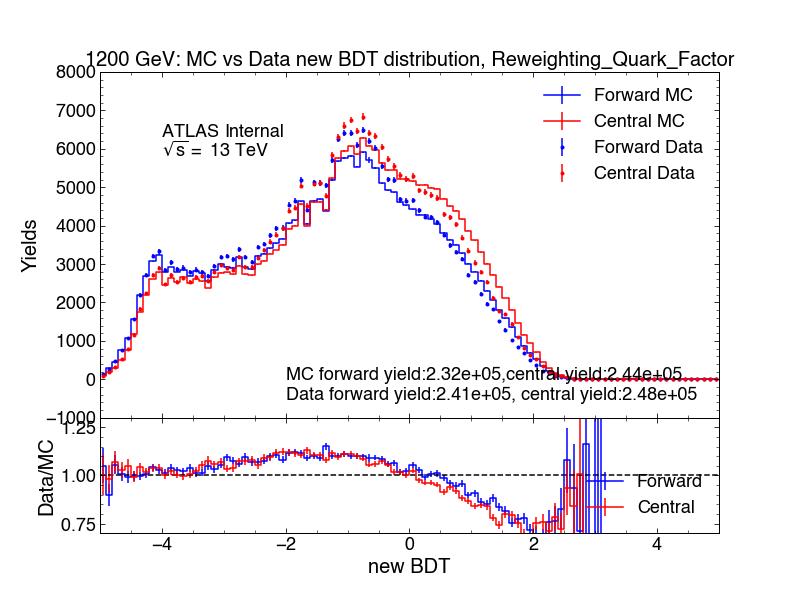 1200 GeV: MC vs Data new BDT distribution, Reweighting_Quark_Factor
8000
7000
6000
5000
4000
3000
2000
1000
0
−1000
Yields
ATLAS Internal
√s = 13 TeV
Forward MC
Central MC
Forward Data
Central Data
MC forward yield:2.32e+05,central yield:2.44e+05
Data forward yield:2.41e+05, central yield:2.48e+05
1.25
1.00
0.75
Data/MC
Forward
Central
−4 −2 0 2 4
new BDT